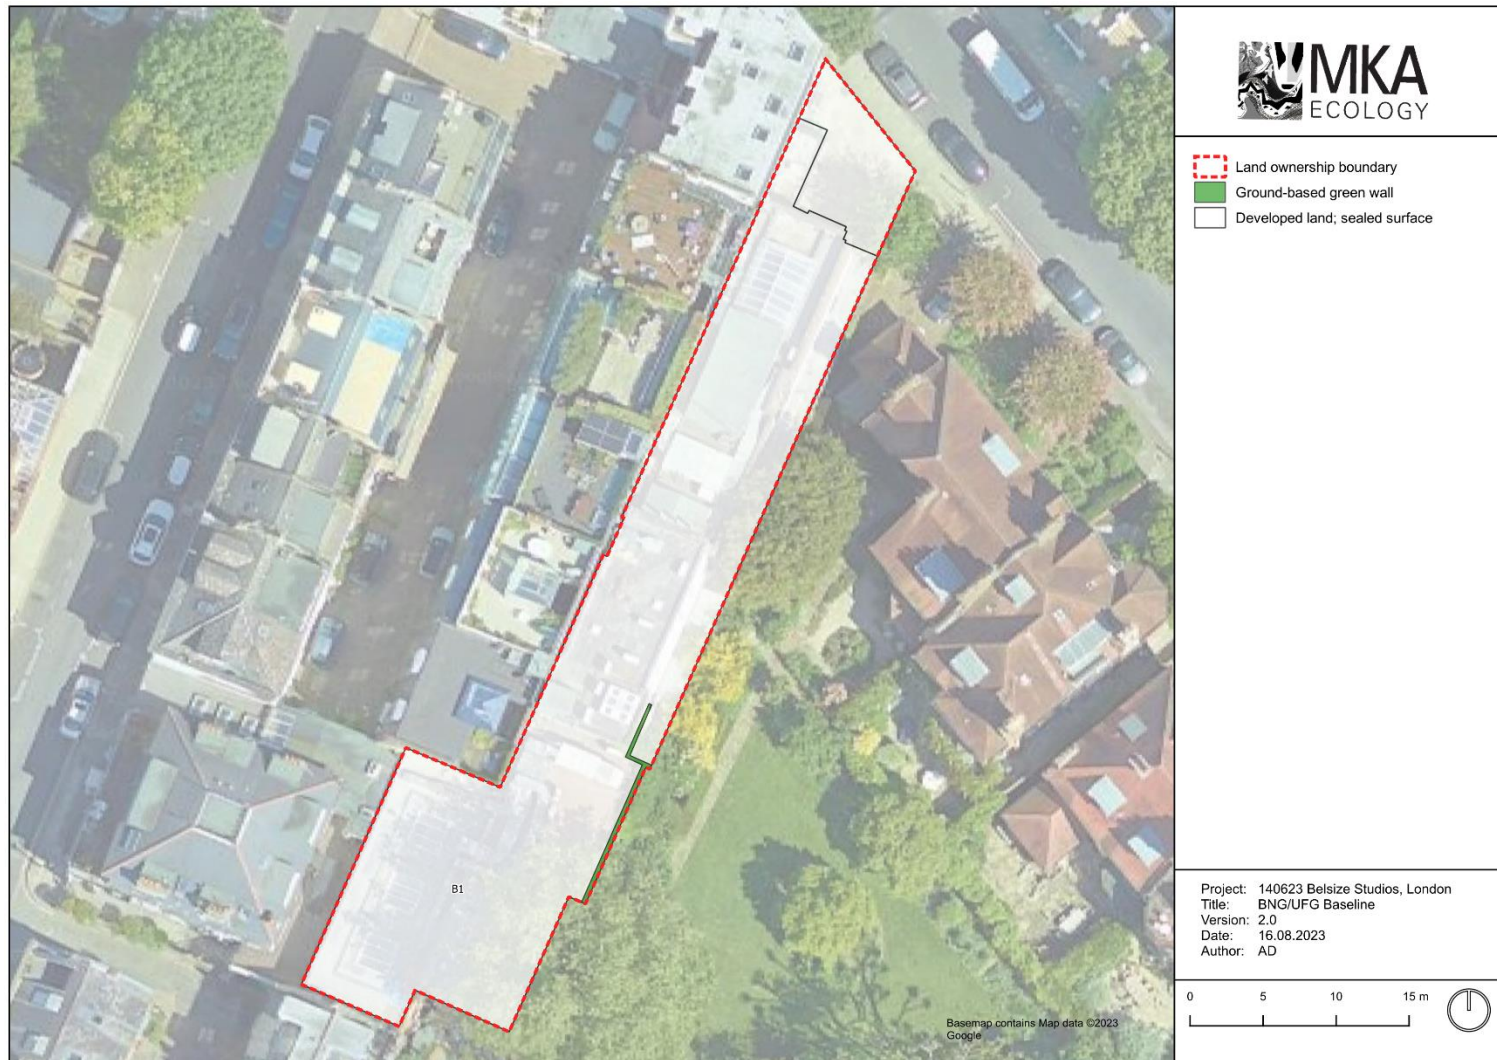 MKA
ECOLOGY
Land ownership boundary
Ground-based green wall
Developed land; sealed surface
B1
Project: 140623 Belsize Studios, London
Title: BNG/UFG Baseline
Version: 2.0
Date: 16.08.2023
Author: AD
0 5 10 15 m
Basemap contains Map data ©2023
Google